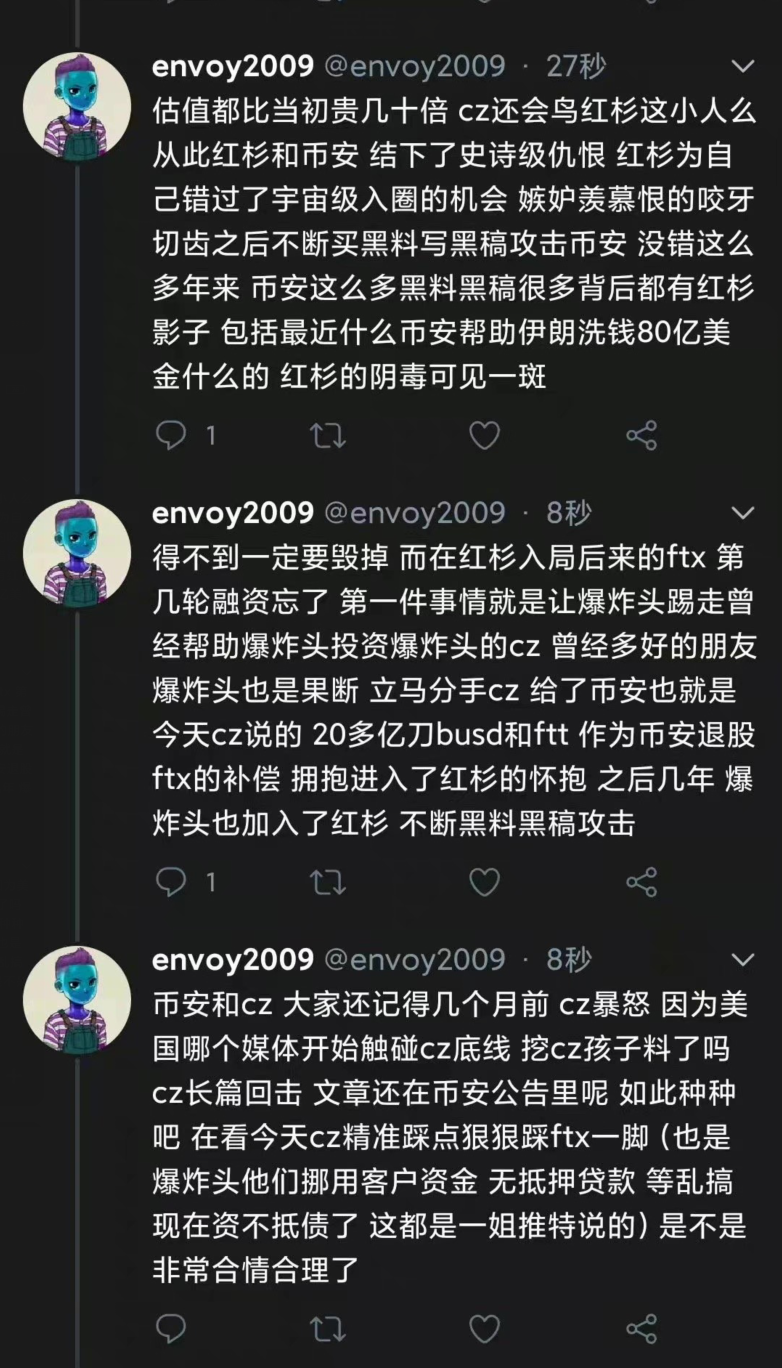 envoy2009 @envoy2009 · 27秒
估值都比当初贵几十倍 cz还会鸟红杉这小人么
从此红杉和币安 结下了史诗级仇恨 红杉为自
己错过了宇宙级入圈的机会 嫉妒羡慕恨的咬牙
切齿之后不断买黑料写黑稿攻击币安 没错这么
多年来 币安这么多黑料黑稿很多背后都有红杉
影子 包括最近什么币安帮助伊朗洗钱80亿美
金什么的 红杉的阴毒可见一斑
1
envoy2009 @envoy2009 · 8秒
得不到一定要毁掉 而在红杉入局后来的ftx 第
几轮融资忘了 第一件事情就是让爆炸头踢走曾
经帮助爆炸头投资爆炸头的cz 曾经多好的朋友
爆炸头也是果断 立马分手cz 给了币安也就是
今天cz说的 20多亿刀busd和ftt 作为币安退股
ftx的补偿 拥抱进入了红杉的怀抱 之后几年 爆
炸头也加入了红杉 不断黑料黑稿攻击
1
envoy2009 @envoy2009 · 8秒
币安和cz 大家还记得几个月前 cz暴怒 因为美
国哪个媒体开始触碰cz底线 挖cz孩子料了吗
cz长篇回击 文章还在币安公告里呢 如此种种
吧 在看今天cz精准踩点狠狠踩ftx一脚 (也是
爆炸头他们挪用客户资金 无抵押贷款 等乱搞
现在资不抵债了 这都是一姐推特说的) 是不是
非常合情合理了